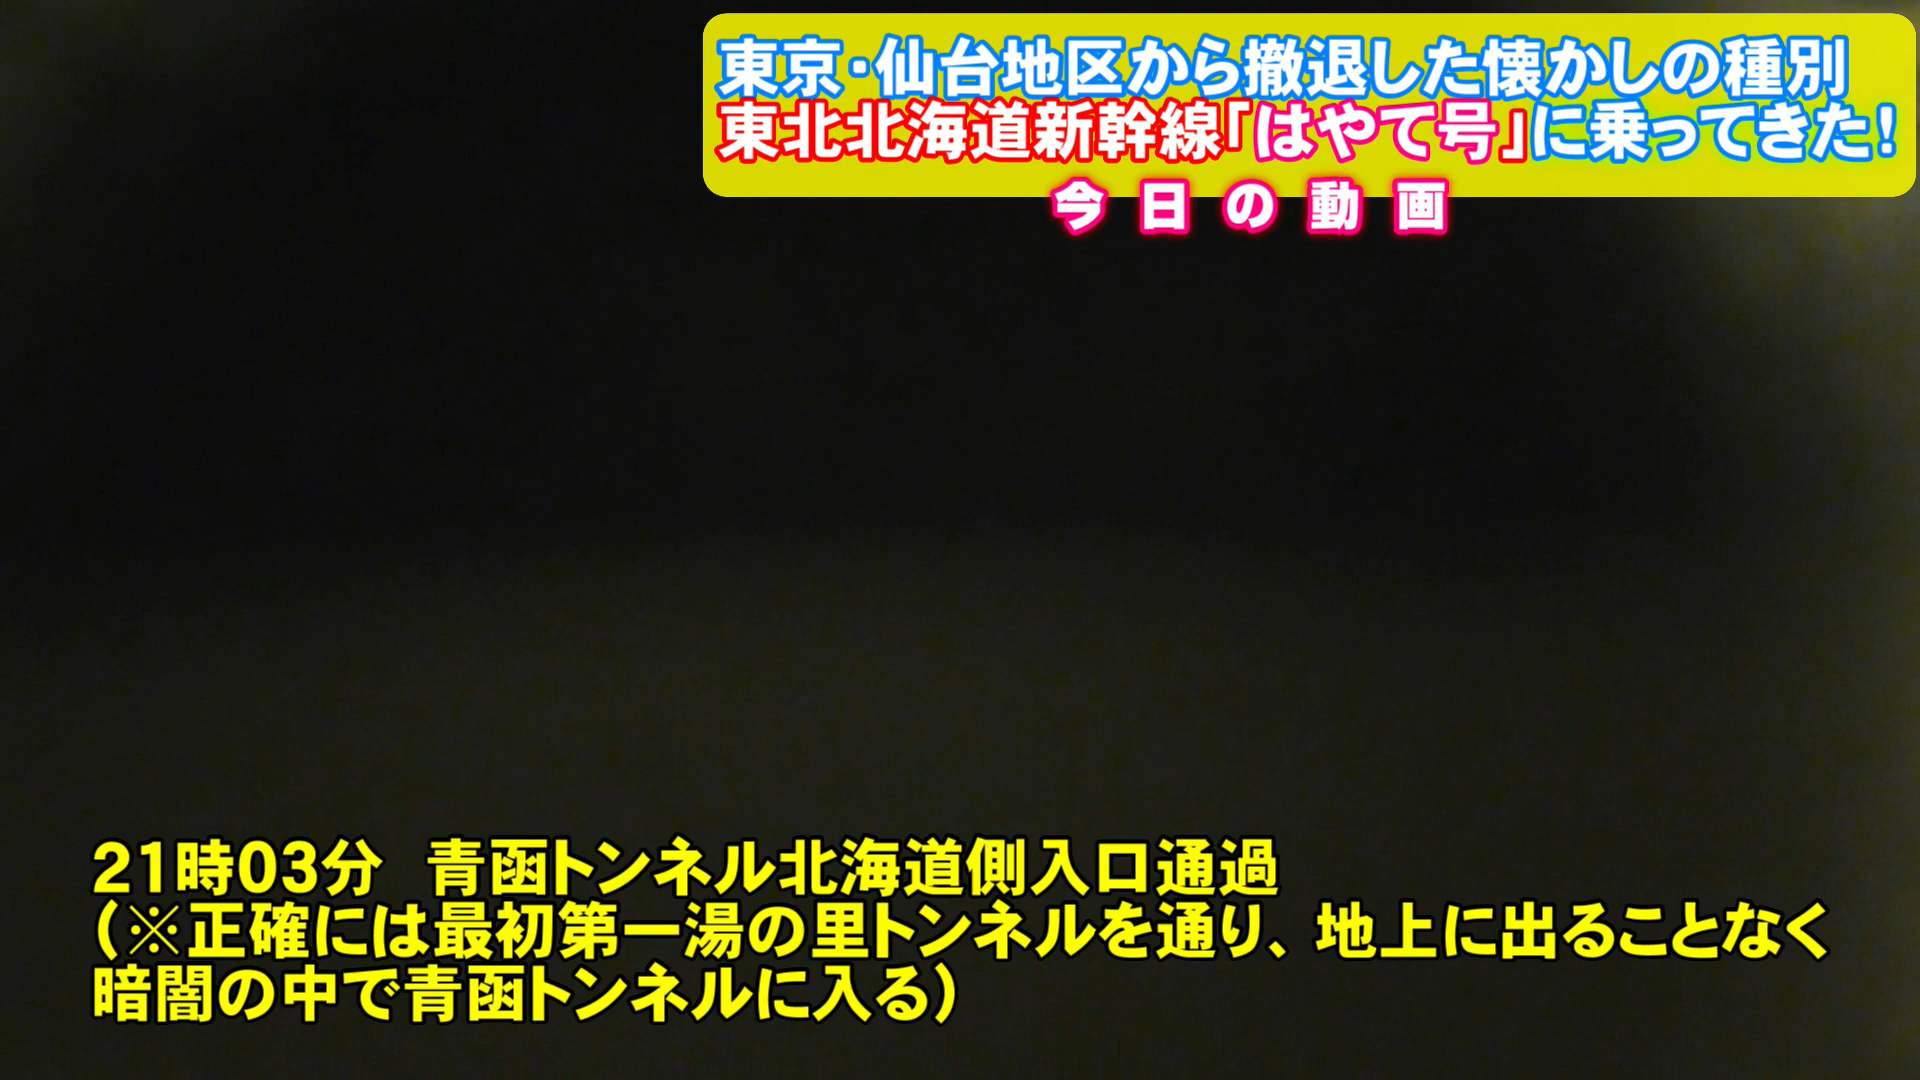 東京・仙台地区から撤退した懐かしの種別
東北北海道新幹線「はやて号」に乗ってきた！
今日の動画
21時03分　青函トンネル北海道側入口通過
（※正確には最初第一湯の里トンネルを通り、地上に出ることなく
暗闇の中で青函トンネルに入る）